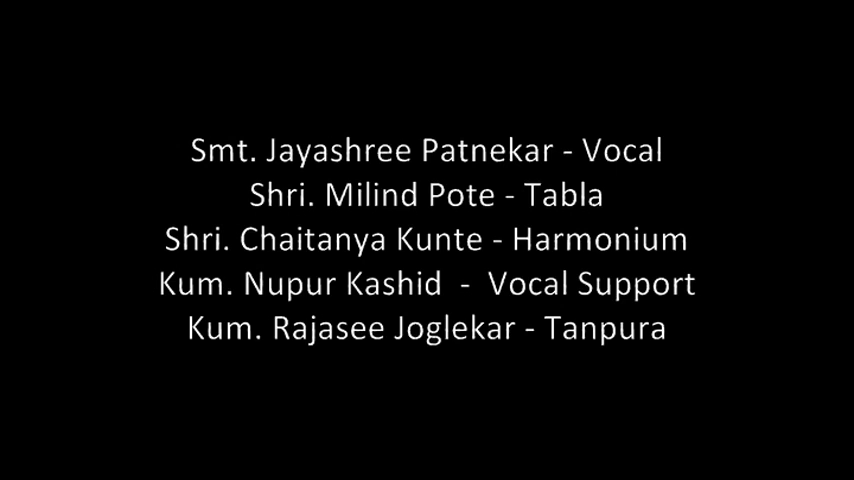 Smt. Jayashree Patnekar - Vocal
Shri. Milind Pote - Tabla
Shri. Chaitanya Kunte - Harmonium
Kum. Nupur Kashid - Vocal Support
Kum. Rajasee Joglekar - Tanpura